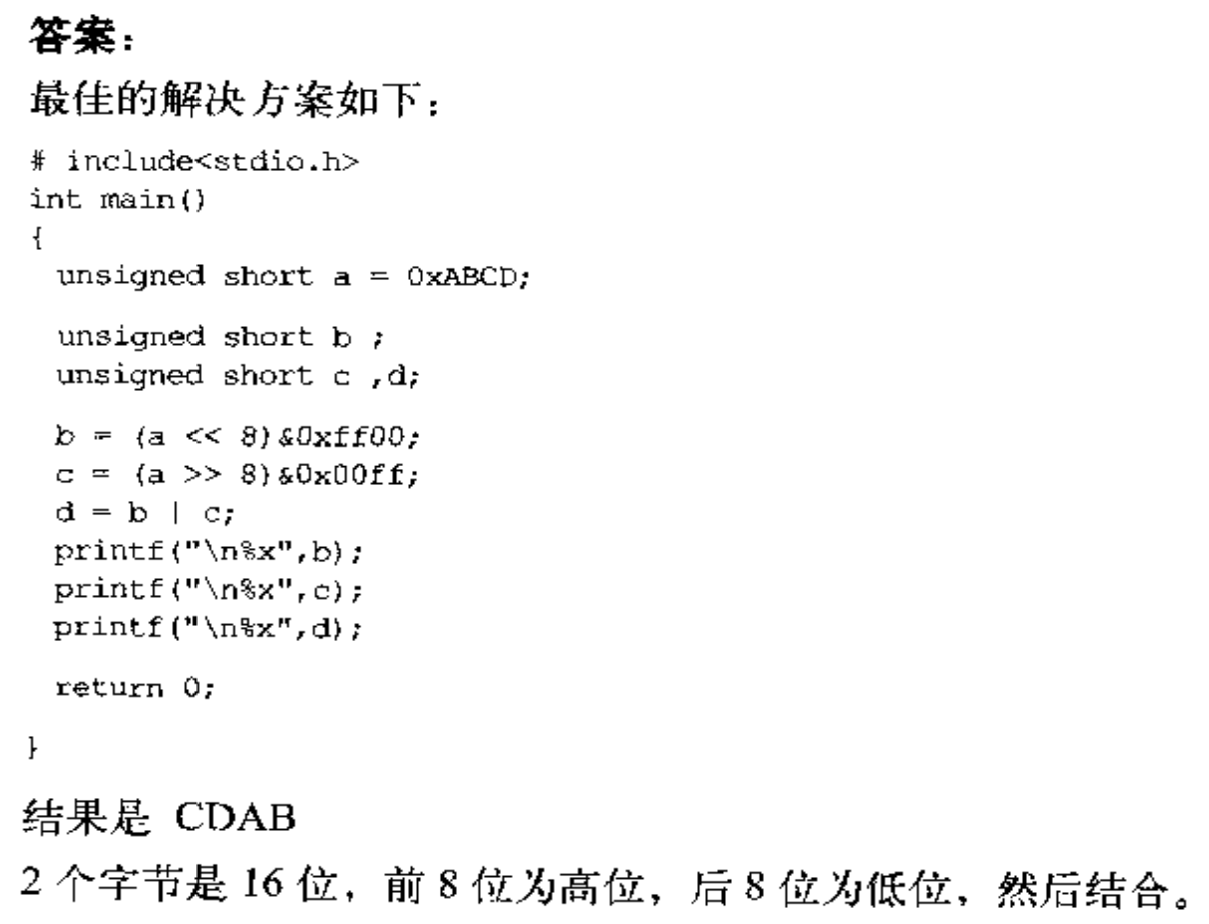 答案：
最佳的解决方案如下：
# include<stdio.h>
int main()
{
unsigned short a = 0xABCD;
unsigned short b ;
unsigned short c ,d;
b = (a << 8)&0xff00;
c = (a >> 8)&0x00ff;
d = b | c;
printf("\n%x",b);
printf("\n%x",c);
printf("\n%x",d);
return 0;
}
结果是 CDAB
2 个字节是 16 位，前 8 位为高位，后 8 位为低位，然后结合。